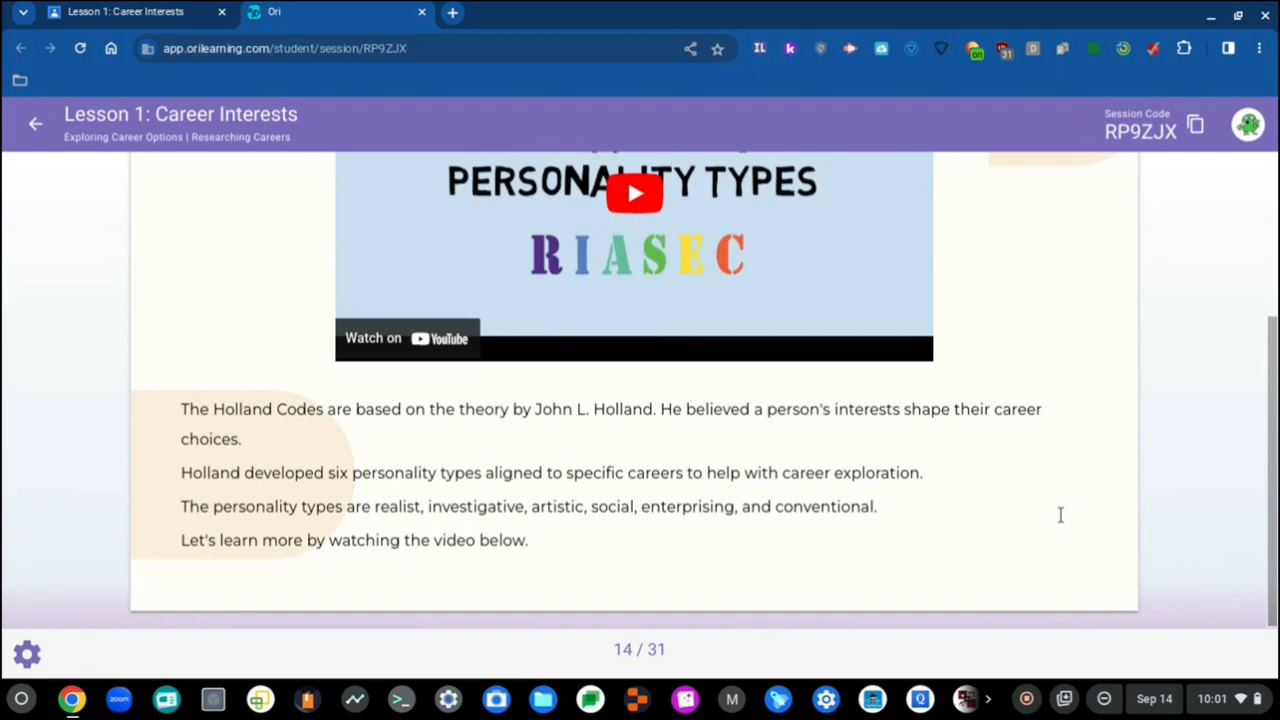 Lesson 1: Career Interests
Ori
app.orilearning.com/student/session/RP9ZJX
IL k on 31 D
Lesson 1: Career Interests
Exploring Career Options | Researching Careers
Session Code
RP9ZJX
PERSONALITY TYPES
RIASEC
Watch on YouTube
The Holland Codes are based on the theory by John L. Holland. He believed a person's interests shape their career
choices.
Holland developed six personality types aligned to specific careers to help with career exploration.
The personality types are realist, investigative, artistic, social, enterprising, and conventional.
Let's learn more by watching the video below.
14 / 31
zoom M Q Sep 14 10:01